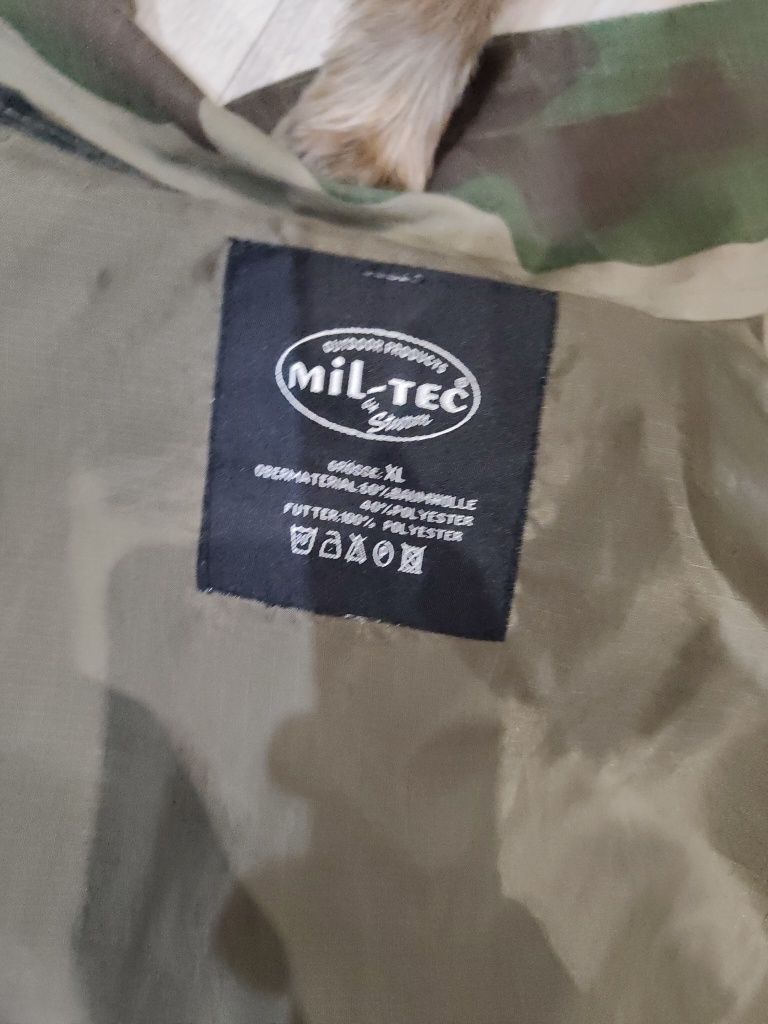 OUTDOOR PRODUCTS
MiL-TEC®
by Sturm
GRÖSSE: XL
OBERMATERIAL:60%BAUMWOLLE
40%POLYESTER
FUTTER:100% POLYESTER